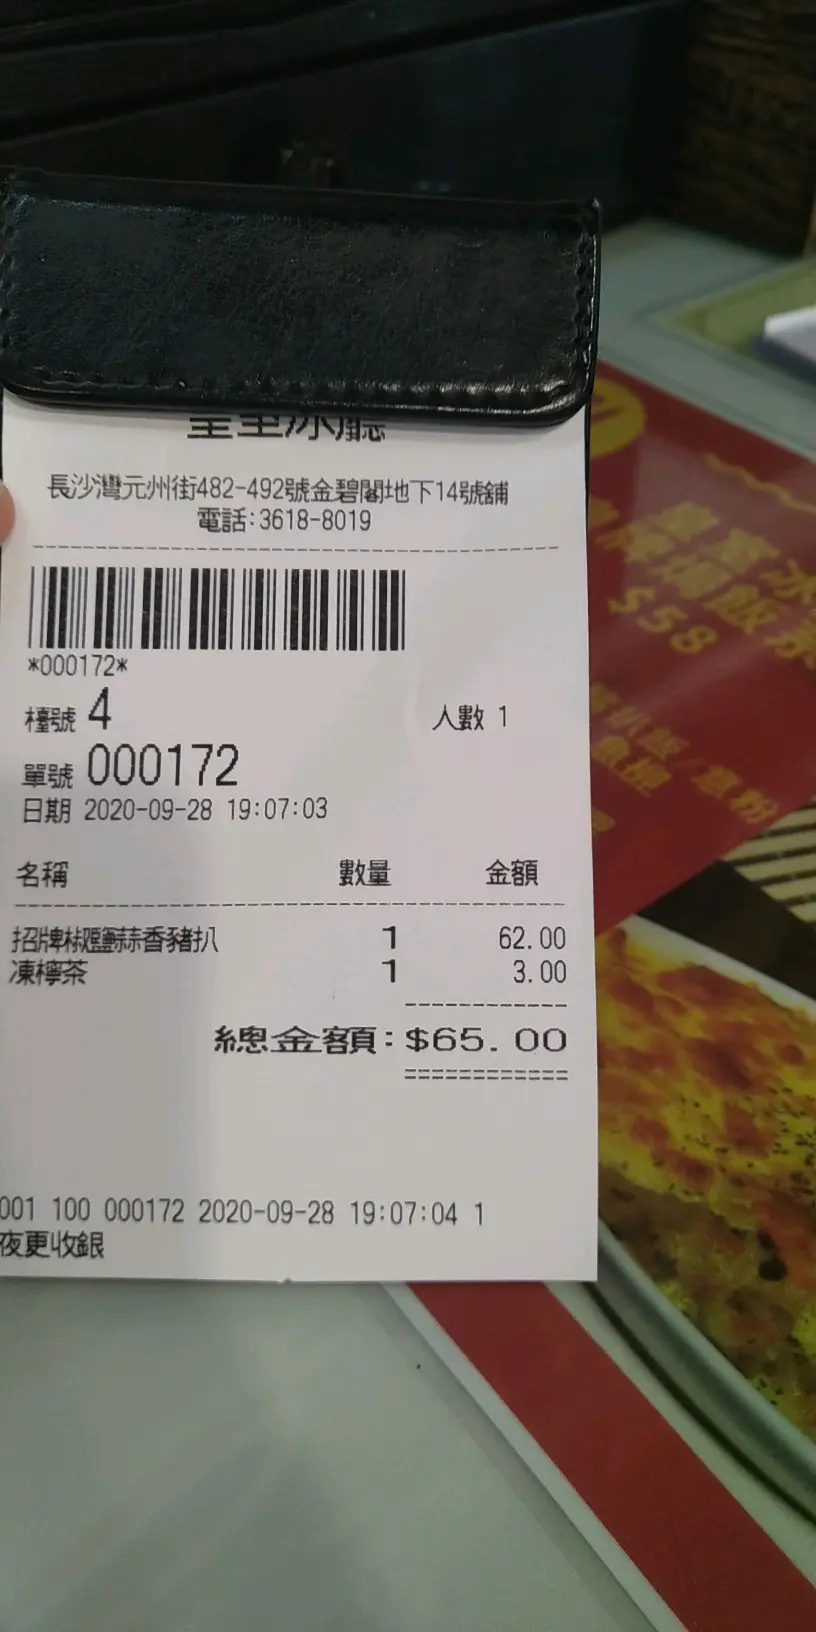 冰廳
長沙灣元州街482-492號金碧閣地下14號舖
電話:3618-8019
*000172*
檯號 4 人數 1
單號 000172
日期 2020-09-28 19:07:03
名稱 數量 金額
招牌椒鹽蒜香豬扒 1 62.00
凍檸茶 1 3.00
總金額:$65.00
001 100 000172 2020-09-28 19:07:04 1
夜更收銀
$58